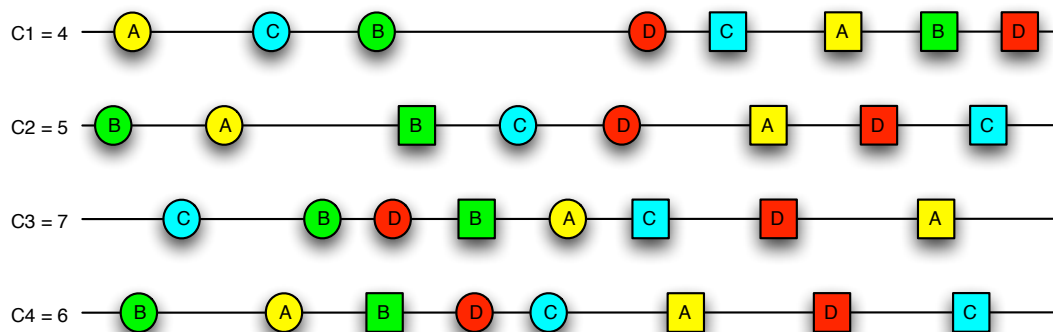 C1 = 4 A C B D C A B D
C2 = 5 B A B C D A D C
C3 = 7 C B D B A C D A
C4 = 6 B A B D C A D C